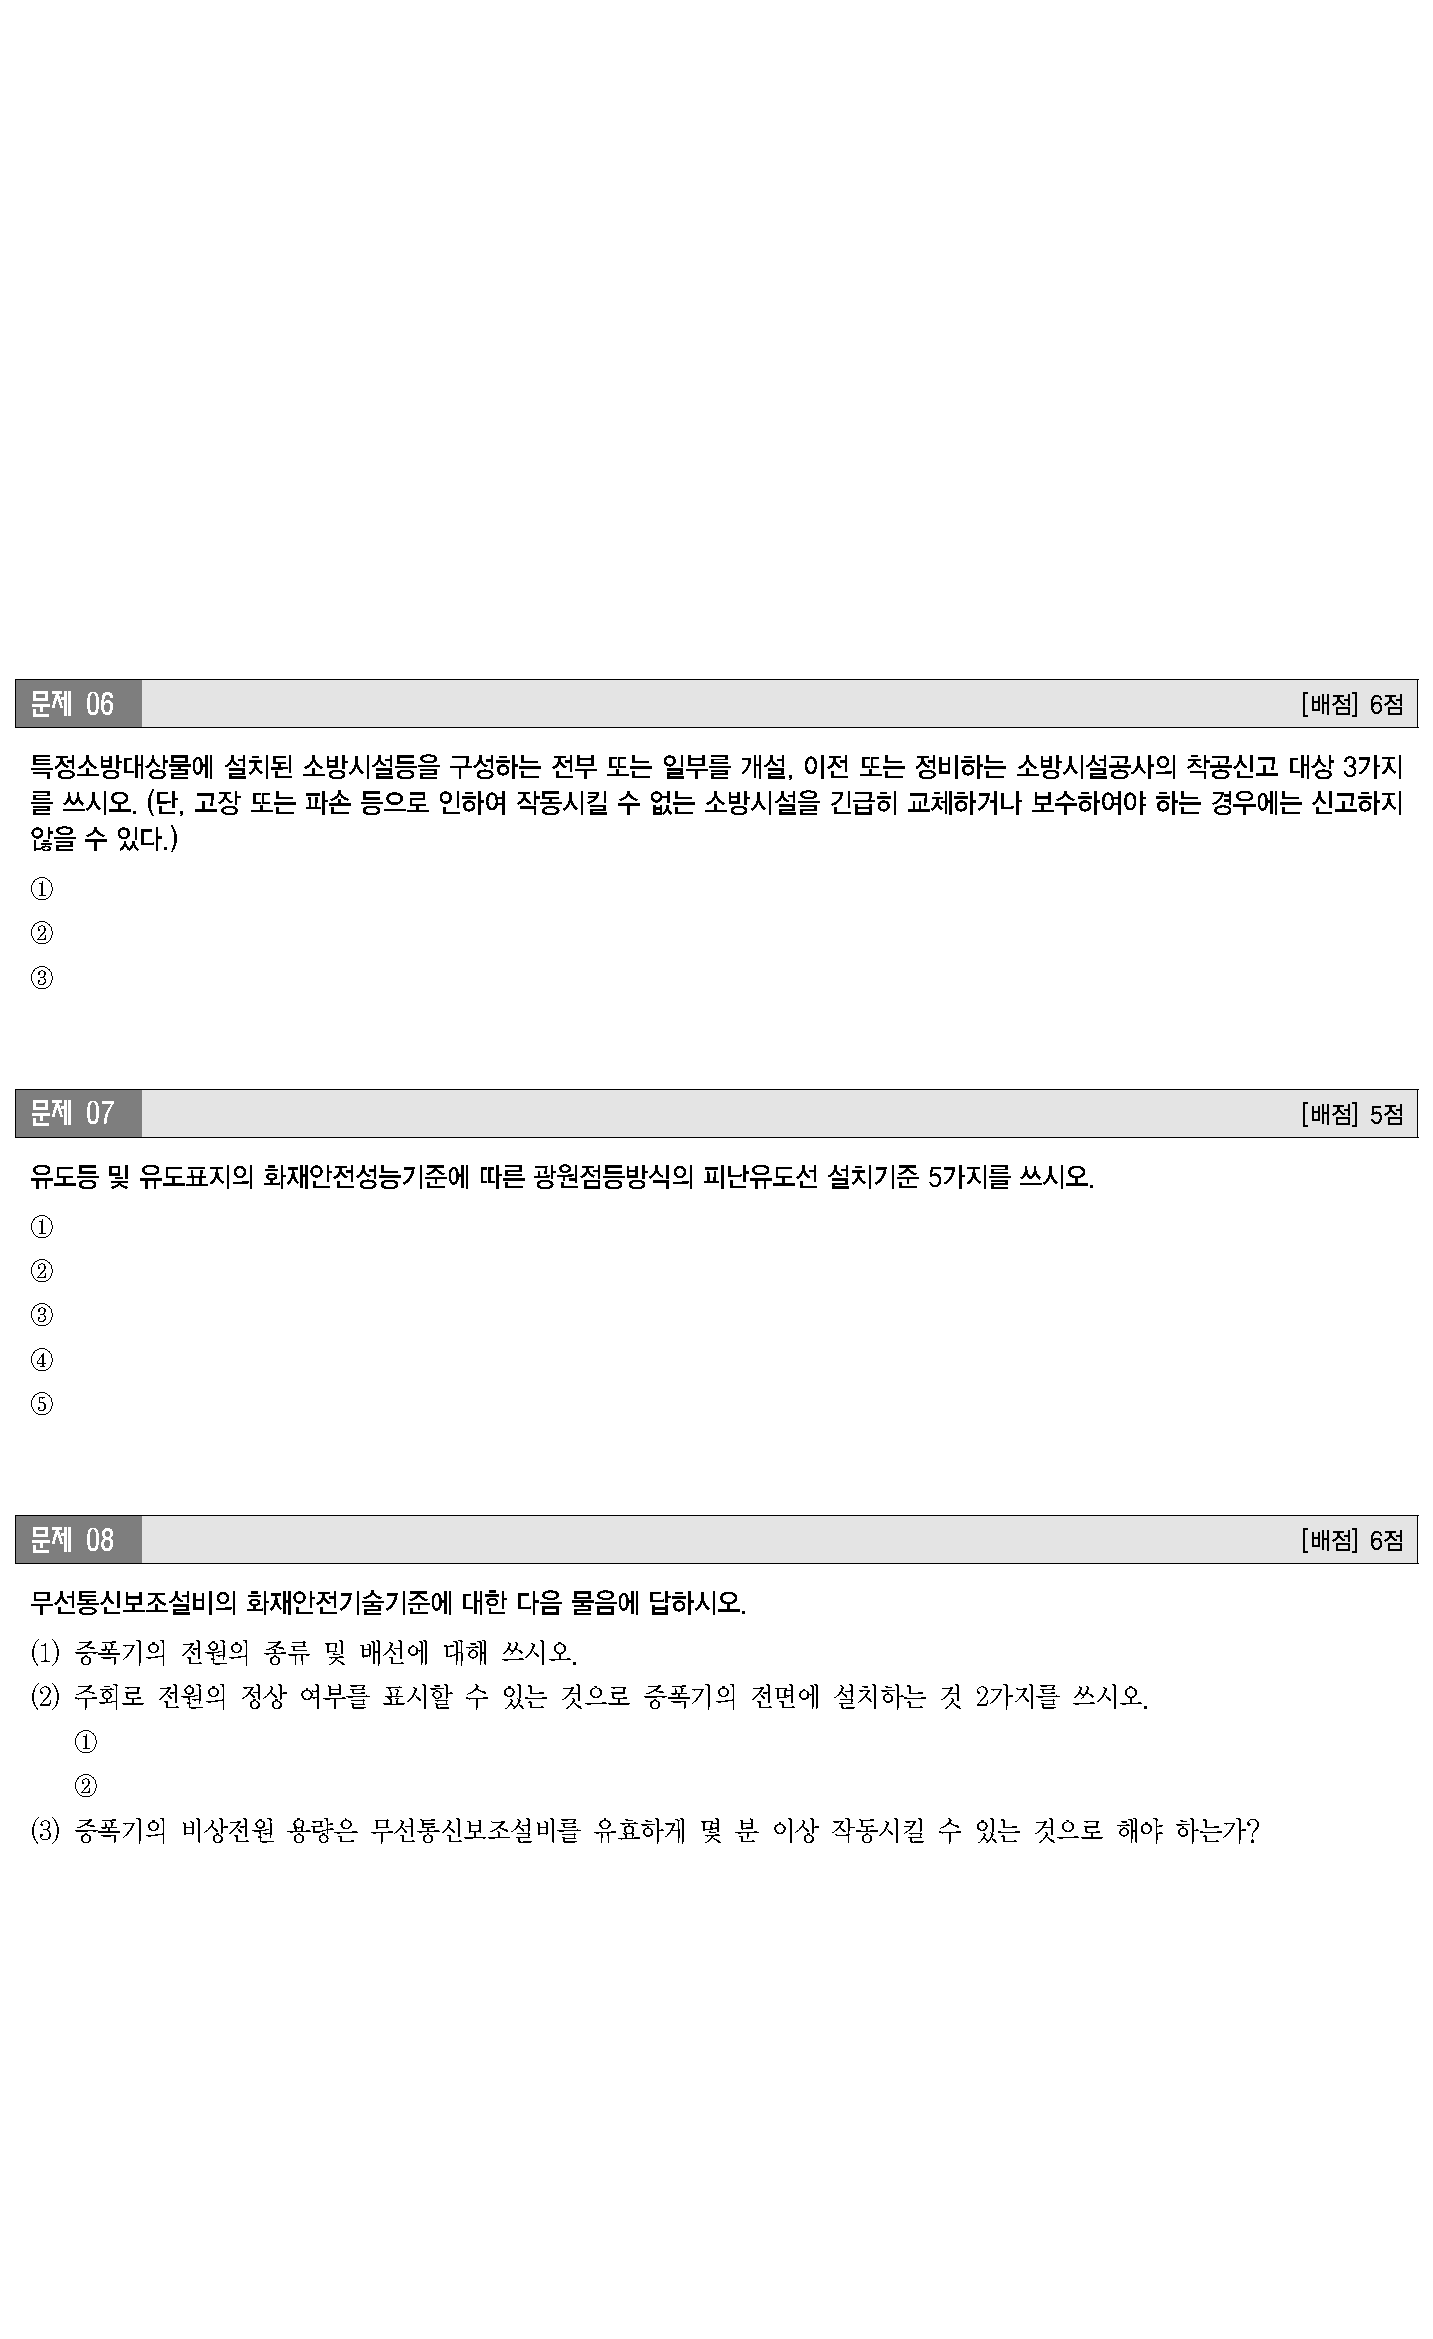 문제 06
[배점] 6점
특정소방대상물에 설치된 소방시설등을 구성하는 전부 또는 일부를 개설, 이전 또는 정비하는 소방시설공사의 착공신고 대상 3가지
를 쓰시오. (단, 고장 또는 파손 등으로 인하여 작동시킬 수 없는 소방시설을 긴급히 교체하거나 보수하여야 하는 경우에는 신고하지
않을 수 있다.)
①
②
③
문제 07
[배점] 5점
유도등 및 유도표지의 화재안전성능기준에 따른 광원점등방식의 피난유도선 설치기준 5가지를 쓰시오.
①
②
③
④
⑤
문제 08
[배점] 6점
무선통신보조설비의 화재안전기술기준에 대한 다음 물음에 답하시오.
(1) 증폭기의 전원의 종류 및 배선에 대해 쓰시오.
(2) 주회로 전원의 정상 여부를 표시할 수 있는 것으로 증폭기의 전면에 설치하는 것 2가지를 쓰시오.
①
②
(3) 증폭기의 비상전원 용량은 무선통신보조설비를 유효하게 몇 분 이상 작동시킬 수 있는 것으로 해야 하는가?